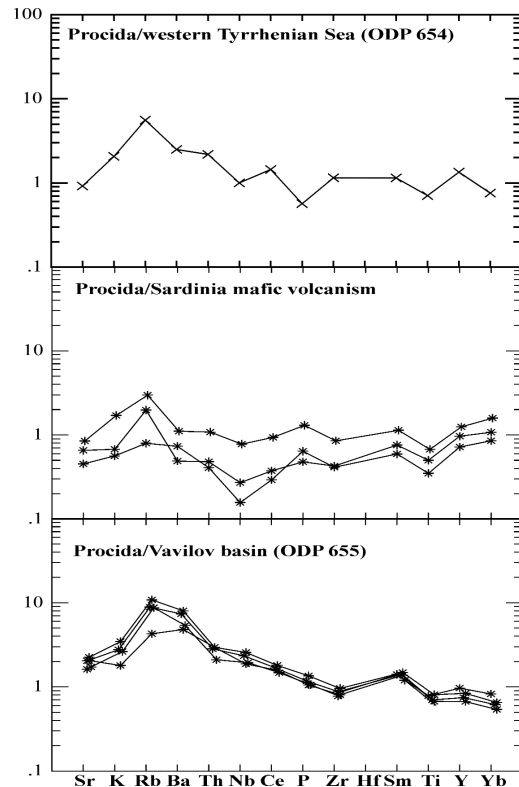 100
Procida/western Tyrrhenian Sea (ODP 654)
10
1
.1
Procida/Sardinia mafic volcanism
10
1
.1
Procida/Vavilov basin (ODP 655)
10
1
.1
Sr K Rb Ba Th Nb Ce P Zr Hf Sm Ti Y Yb